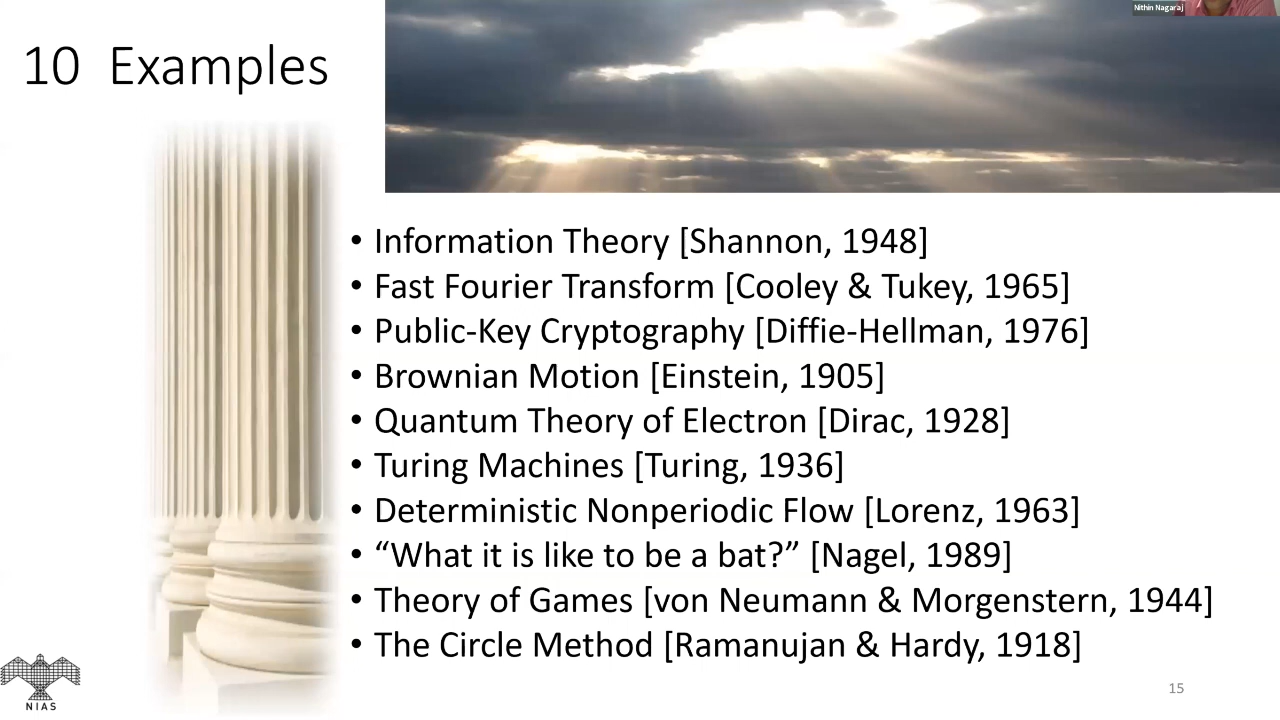 Nithin Nagaraj
10 Examples
• Information Theory [Shannon, 1948]
• Fast Fourier Transform [Cooley & Tukey, 1965]
• Public-Key Cryptography [Diffie-Hellman, 1976]
• Brownian Motion [Einstein, 1905]
• Quantum Theory of Electron [Dirac, 1928]
• Turing Machines [Turing, 1936]
• Deterministic Nonperiodic Flow [Lorenz, 1963]
• “What it is like to be a bat?” [Nagel, 1989]
• Theory of Games [von Neumann & Morgenstern, 1944]
• The Circle Method [Ramanujan & Hardy, 1918]
NIAS
15